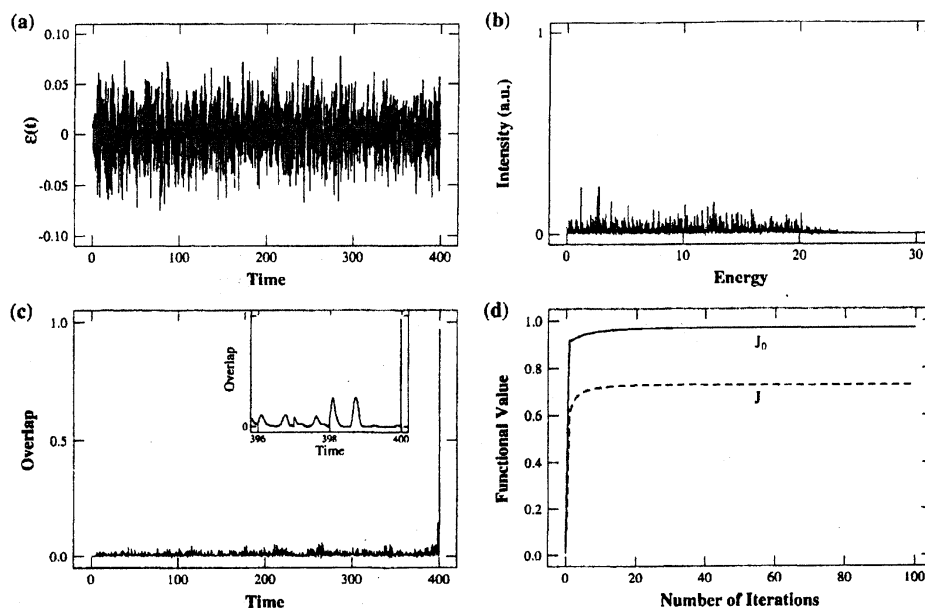 (a)
0.10
0.05
0
-0.05
-0.10
ε(t)
0 100 200 300 400
Time
(b)
1
0
Intensity (a.u.)
0 10 20 30
Energy
(c)
1.0
0.5
0.0
Overlap
0 100 200 300 400
Time
Overlap
0
396 398 400
Time
(d)
1.0
0.8
0.6
0.4
0.2
0.0
Functional Value
J₀
J
0 20 40 60 80 100
Number of Iterations